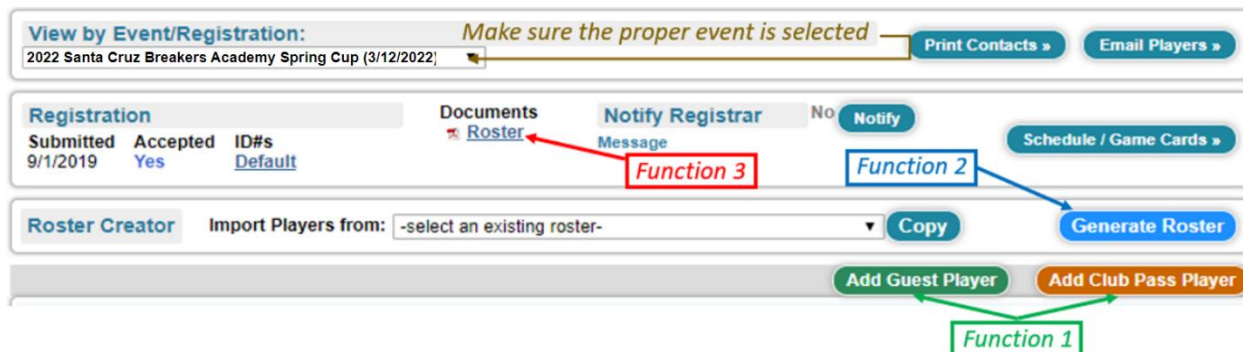 View by Event/Registration:
Make sure the proper event is selected
Print Contacts »
Email Players »
2022 Santa Cruz Breakers Academy Spring Cup (3/12/2022)
Registration
Documents
Notify Registrar
No
Notify
Submitted Accepted ID#s
Roster
Message
Schedule / Game Cards »
9/1/2019 Yes Default
Function 3
Function 2
Roster Creator
Import Players from:
-select an existing roster-
Copy
Generate Roster
Add Guest Player
Add Club Pass Player
Function 1